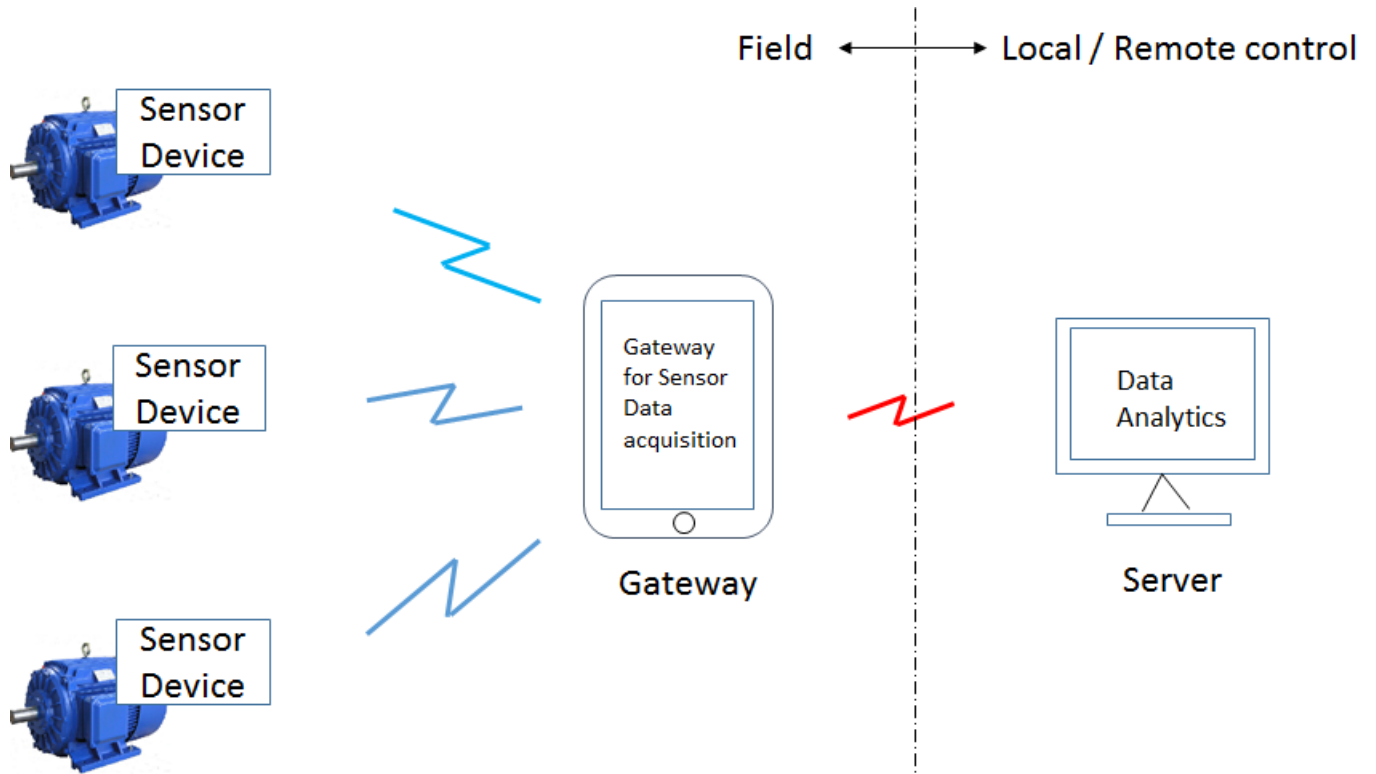 Field
Local / Remote control
Sensor
Device
Sensor
Device
Sensor
Device
Gateway
for Sensor
Data
acquisition
Gateway
Data
Analytics
Server